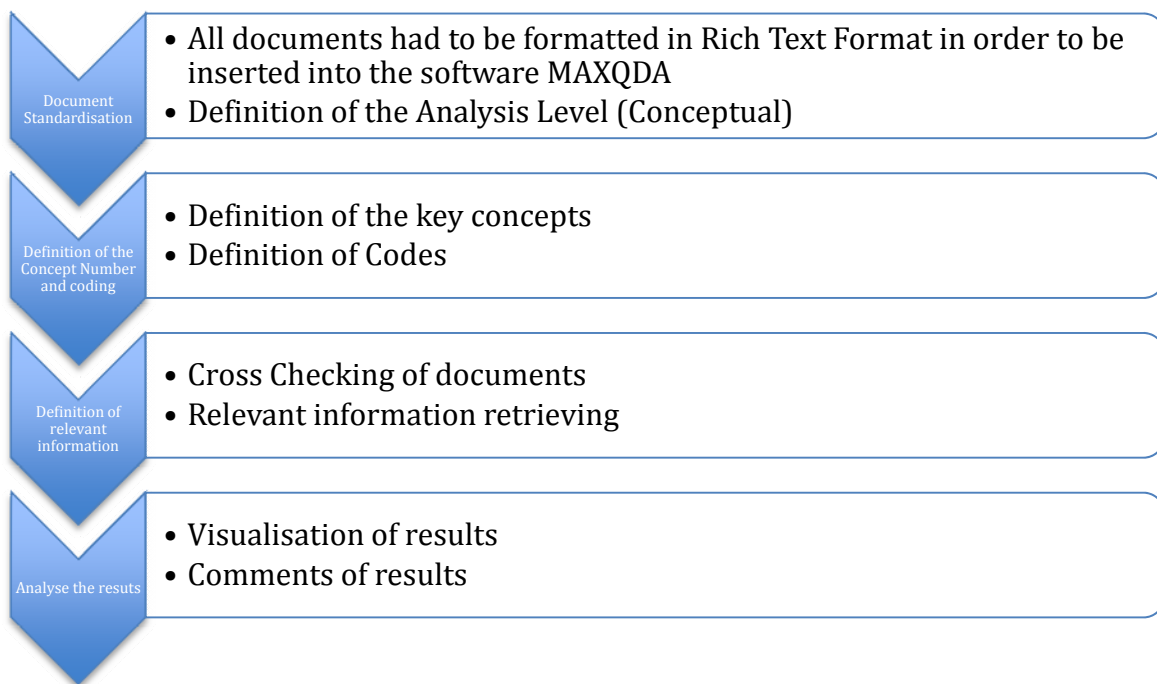 Document
Standardisation
• All documents had to be formatted in Rich Text Format in order to be
inserted into the software MAXQDA
• Definition of the Analysis Level (Conceptual)
Definition of the
Concept Number
and coding
• Definition of the key concepts
• Definition of Codes
Definition of
relevant
information
• Cross Checking of documents
• Relevant information retrieving
Analyse the resuts
• Visualisation of results
• Comments of results